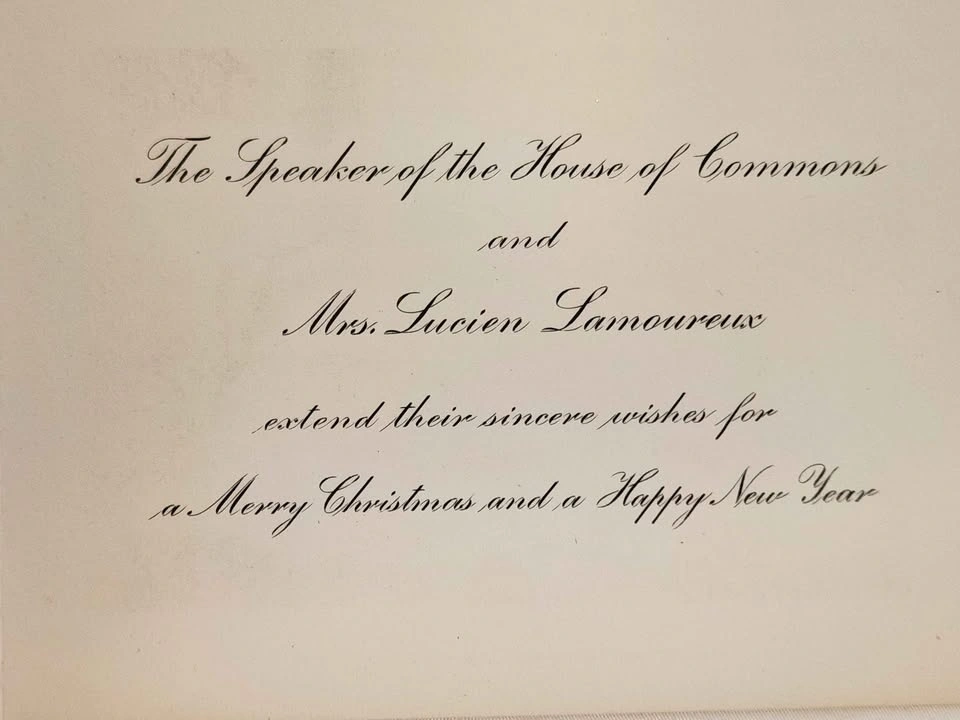 The Speaker of the House of Commons
and
Mrs. Lucien Lamoureux
extend their sincere wishes for
a Merry Christmas and a Happy New Year